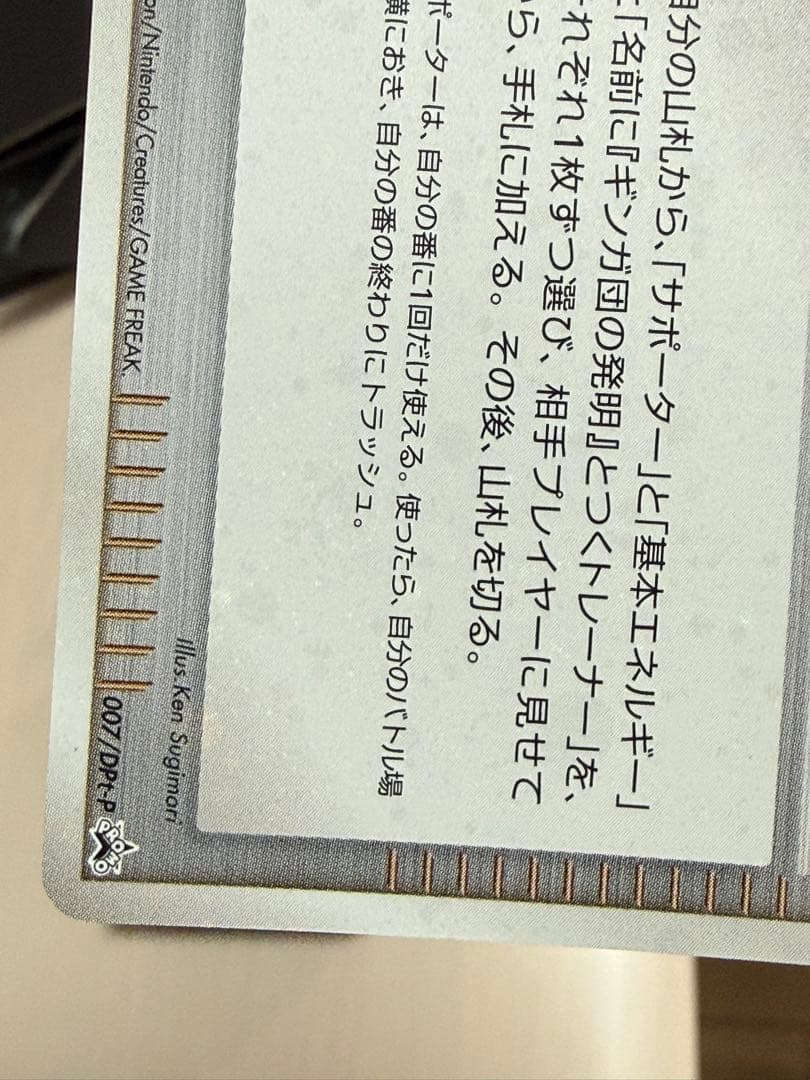 自分の山札から、「サポーター」と「基本エネルギー」
と「名前に『ギンガ団の発明』とつくトレーナー」を、
それぞれ1枚ずつ選び、相手プレイヤーに見せて
から、手札に加える。その後、山札を切る。
ポーターは、自分の番に1回だけ使える。使ったら、自分のバトル場
横におき、自分の番の終わりにトラッシュ。
Illus. Ken Sugimori
on/Nintendo/Creatures/GAME FREAK.
007/DPt-P
PROMO